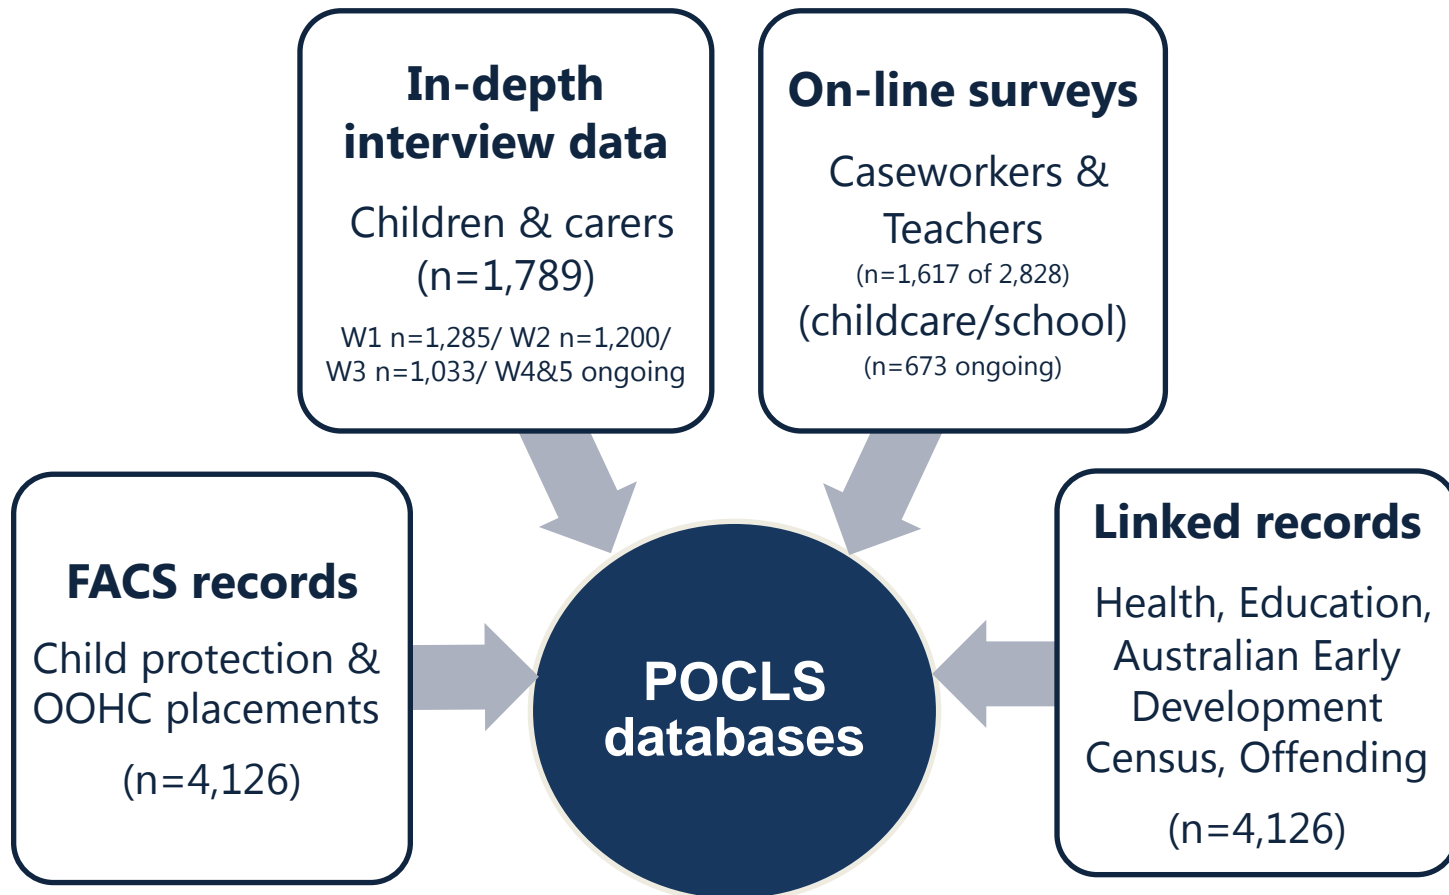 In-depth
interview data
Children & carers
(n=1,789)
W1 n=1,285/ W2 n=1,200/
W3 n=1,033/ W4&5 ongoing
On-line surveys
Caseworkers &
Teachers
(n=1,617 of 2,828)
(childcare/school)
(n=673 ongoing)
FACS records
Child protection &
OOHC placements
(n=4,126)
POCLS
databases
Linked records
Health, Education,
Australian Early
Development
Census, Offending
(n=4,126)